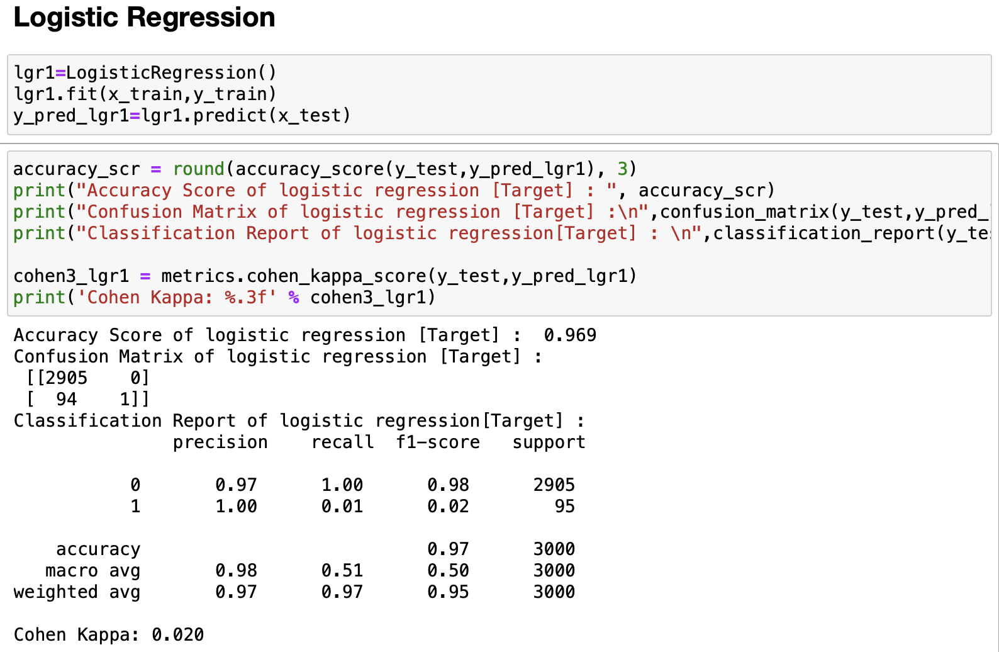 Logistic Regression
lgr1=LogisticRegression()
lgr1.fit(x_train,y_train)
y_pred_lgr1=lgr1.predict(x_test)
accuracy_scr = round(accuracy_score(y_test,y_pred_lgr1), 3)
print("Accuracy Score of logistic regression [Target] : ", accuracy_scr)
print("Confusion Matrix of logistic regression [Target] :\n",confusion_matrix(y_test,y_pred_
print("Classification Report of logistic regression[Target] : \n",classification_report(y_te
cohen3_lgr1 = metrics.cohen_kappa_score(y_test,y_pred_lgr1)
print('Cohen Kappa: %.3f' % cohen3_lgr1)
Accuracy Score of logistic regression [Target] :  0.969
Confusion Matrix of logistic regression [Target] :
 [[2905    0]
 [  94    1]]
Classification Report of logistic regression[Target] :
               precision    recall  f1-score   support
           0       0.97      1.00      0.98      2905
           1       1.00      0.01      0.02        95
    accuracy                           0.97      3000
   macro avg       0.98      0.51      0.50      3000
weighted avg       0.97      0.97      0.95      3000
Cohen Kappa: 0.020